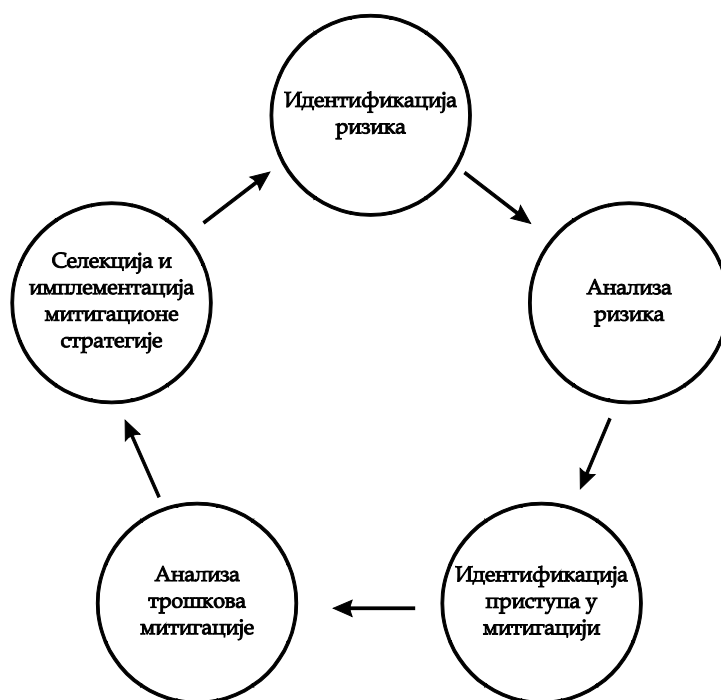 Идентификација
ризика
Анализа
ризика
Идентификација
приступа у
митигацији
Анализа
трошкова
митигације
Селекција и
имплементација
митигационе
стратегије